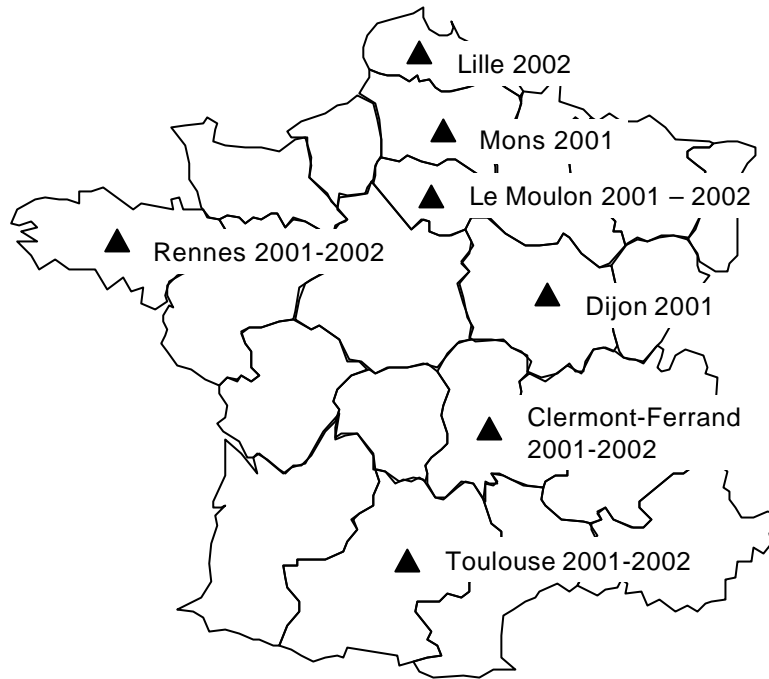 Lille 2002
Mons 2001
Le Moulon 2001 – 2002
Rennes 2001-2002
Dijon 2001
Clermont-Ferrand
2001-2002
Toulouse 2001-2002